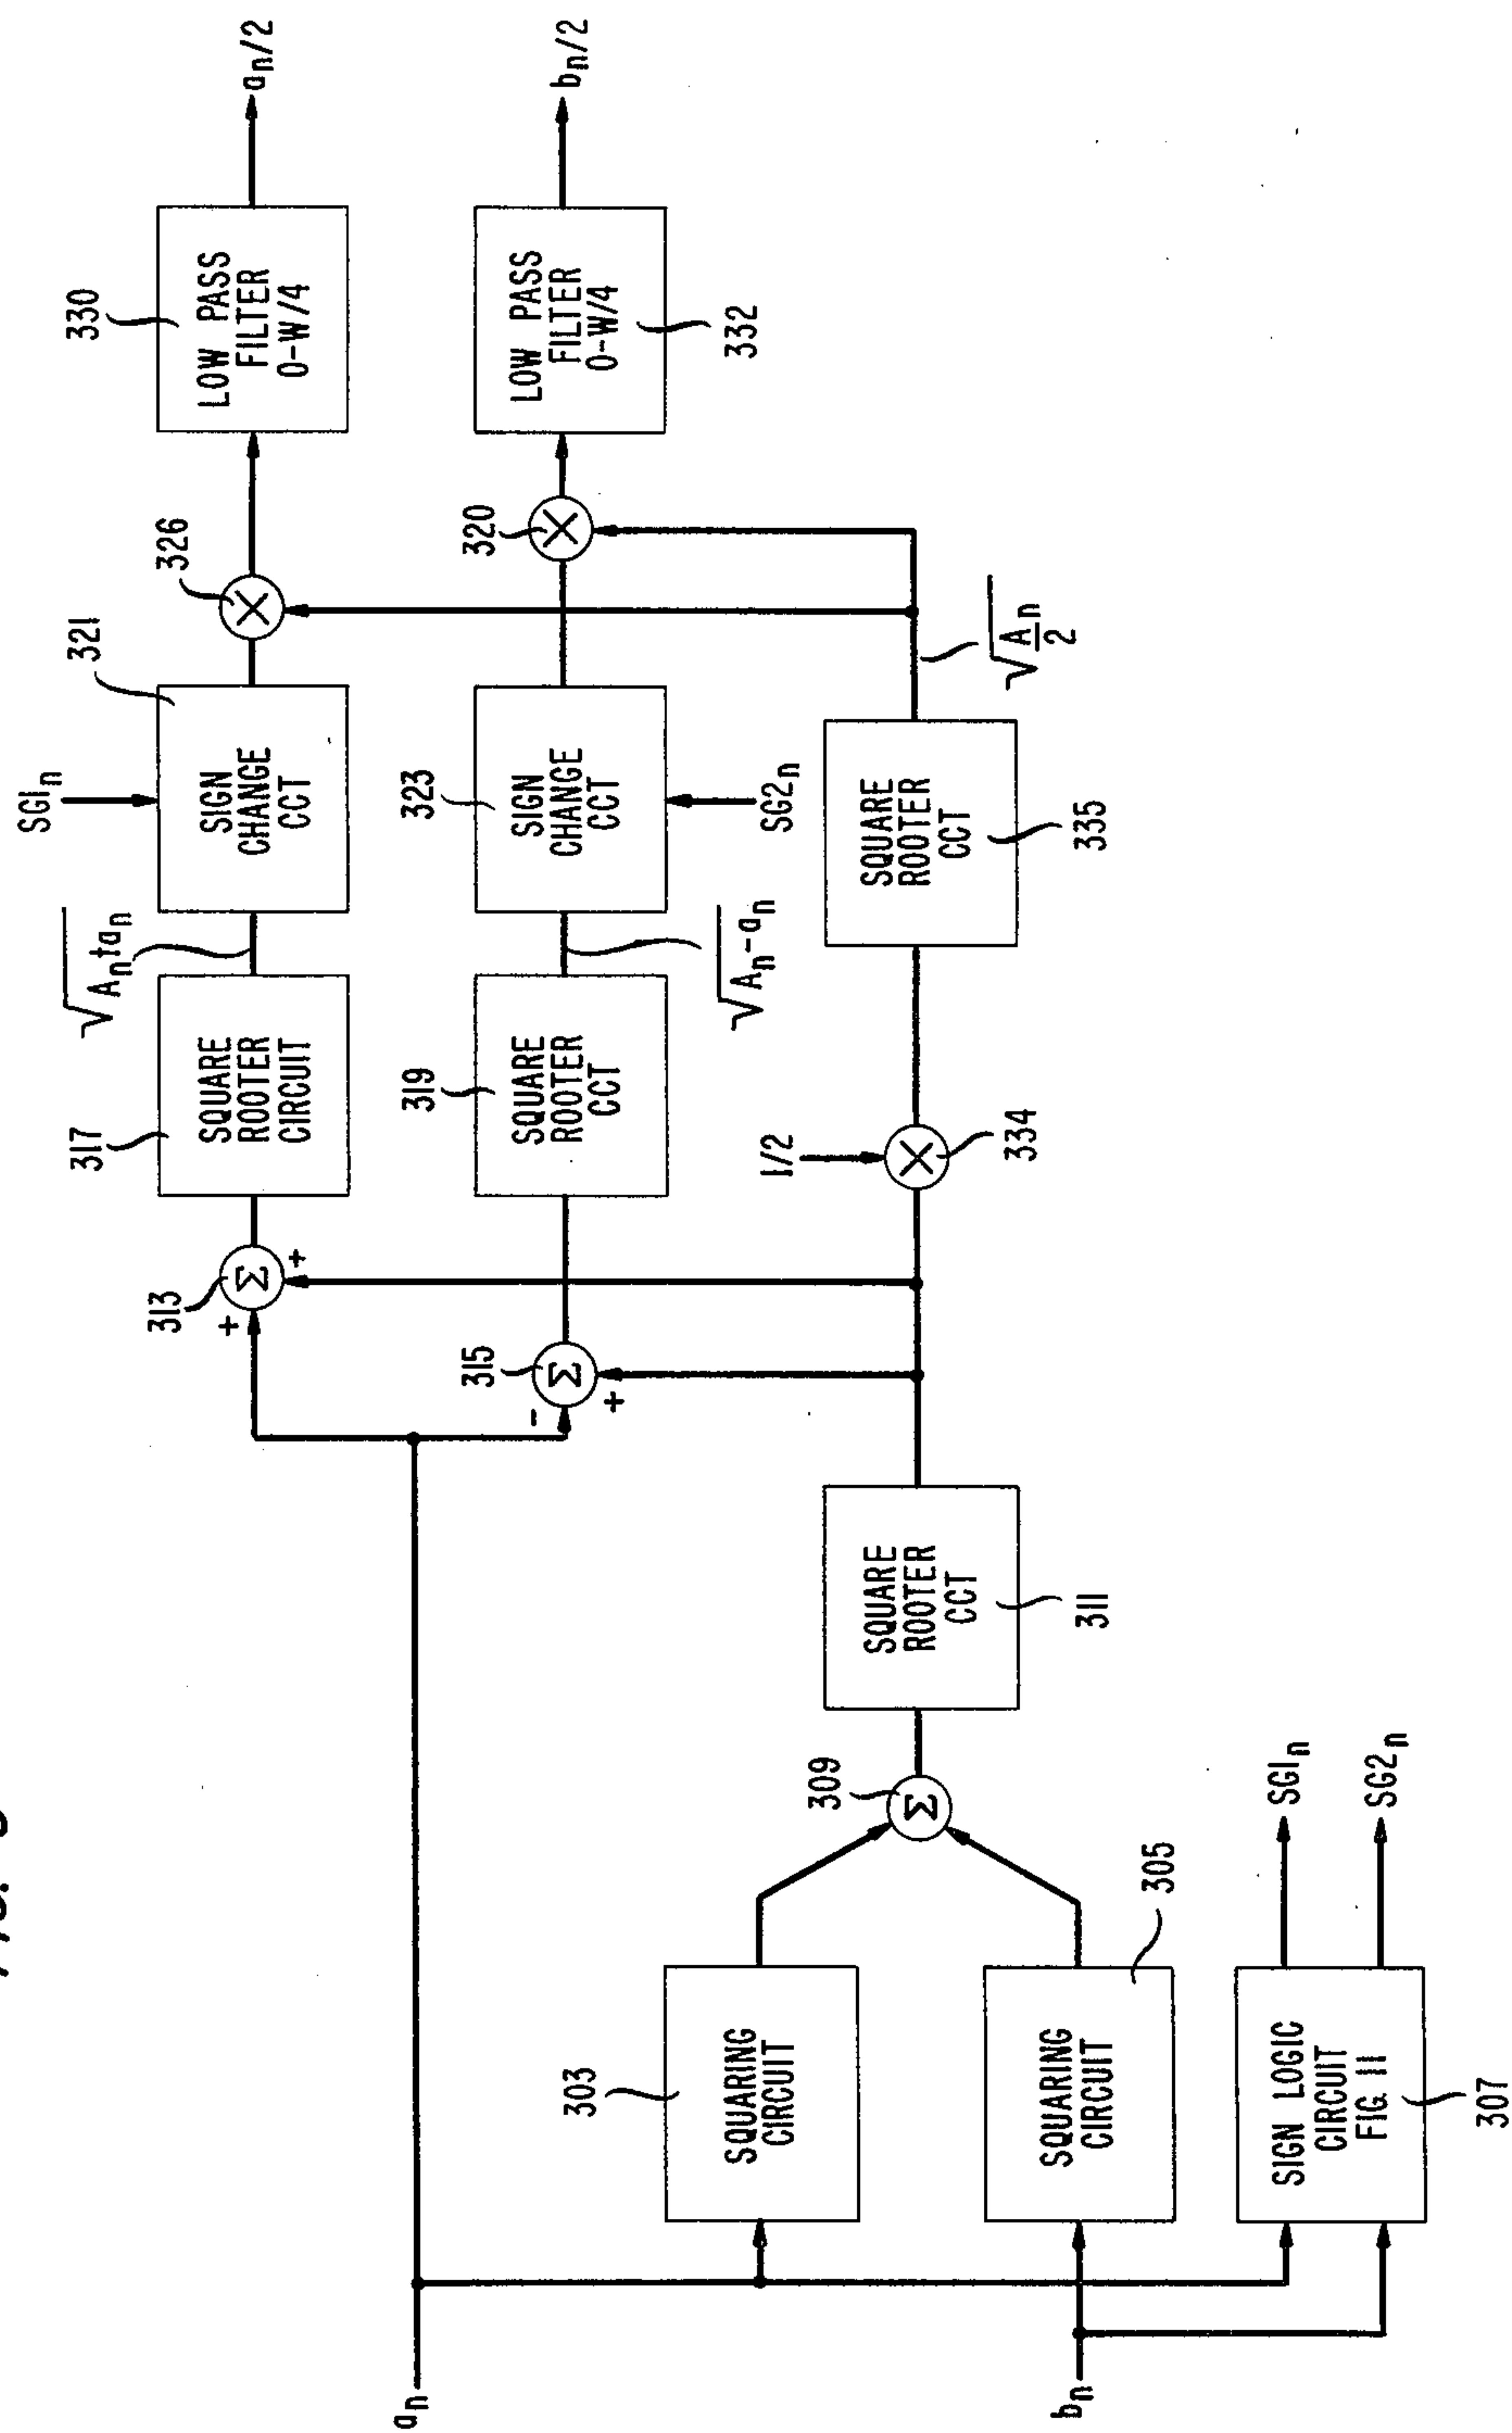 aₙ
bₙ
303
SQUARING
CIRCUIT
SQUARING
CIRCUIT
305
SIGN LOGIC
CIRCUIT
FIG. 11
307
SG1ₙ
SG2ₙ
309
Σ
SQUARE
ROOTER
CCT
311
313
+
Σ
+
315
-
Σ
+
317
SQUARE
ROOTER
CIRCUIT
319
SQUARE
ROOTER
CCT
1/2
X
334
√Aₙ+aₙ
√Aₙ-aₙ
SG1ₙ
321
SIGN
CHANGE
CCT
323
SIGN
CHANGE
CCT
SG2ₙ
SQUARE
ROOTER
CCT
335
√Aₙ/2
326
X
320
X
330
LOW PASS
FILTER
0-W/4
LOW PASS
FILTER
0-W/4
332
aₙ/2
bₙ/2